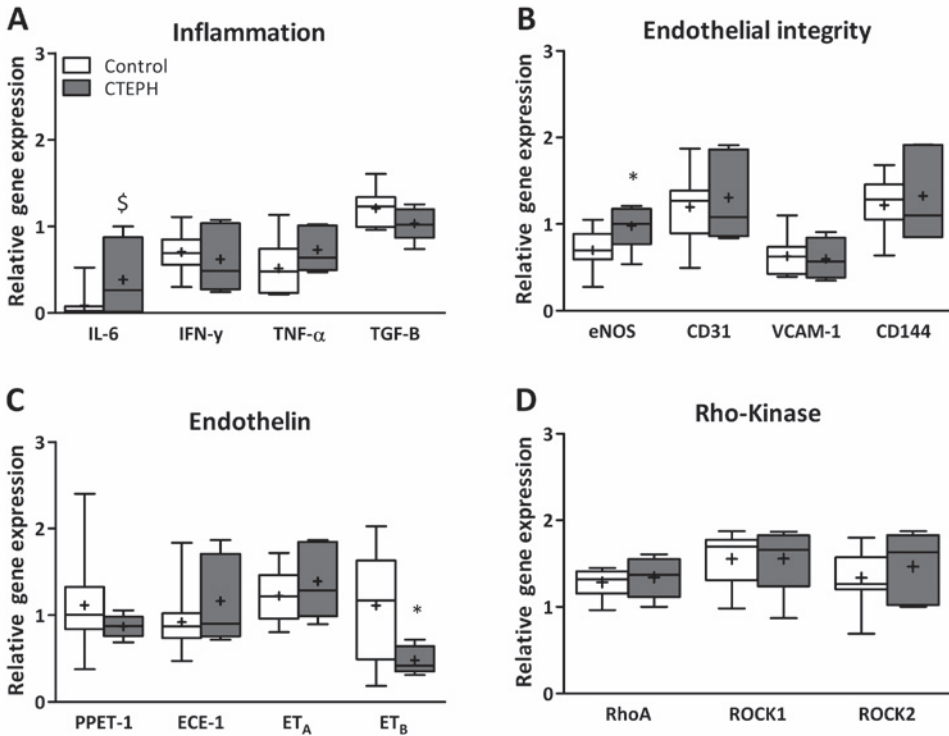 A
Inflammation
Relative gene expression
3
2
1
0
Control
CTEPH
$
IL-6 IFN-y TNF-α TGF-B
B
Endothelial integrity
Relative gene expression
3
2
1
0
*
eNOS CD31 VCAM-1 CD144
C
Endothelin
Relative gene expression
3
2
1
0
*
PPET-1 ECE-1 ETA ETB
D
Rho-Kinase
Relative gene expression
3
2
1
0
RhoA ROCK1 ROCK2